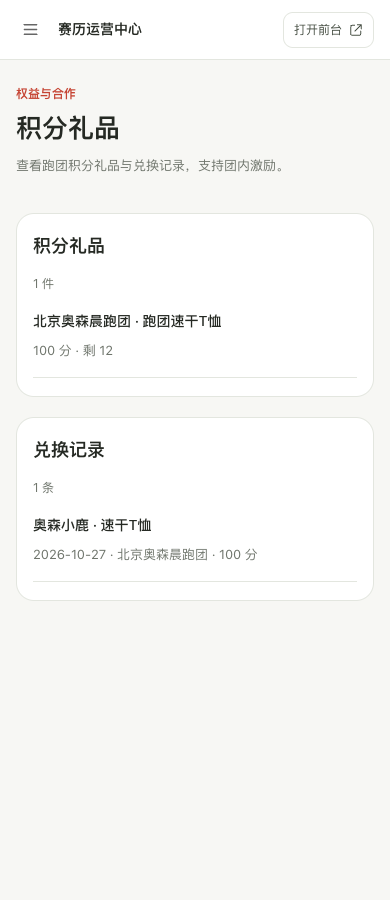 赛历运营中心
打开前台
权益与合作
积分礼品
查看跑团积分礼品与兑换记录，支持团内激励。
积分礼品
1 件
北京奥森晨跑团 · 跑团速干T恤
100 分 · 剩 12
兑换记录
1 条
奥森小鹿 · 速干T恤
2026-10-27 · 北京奥森晨跑团 · 100 分